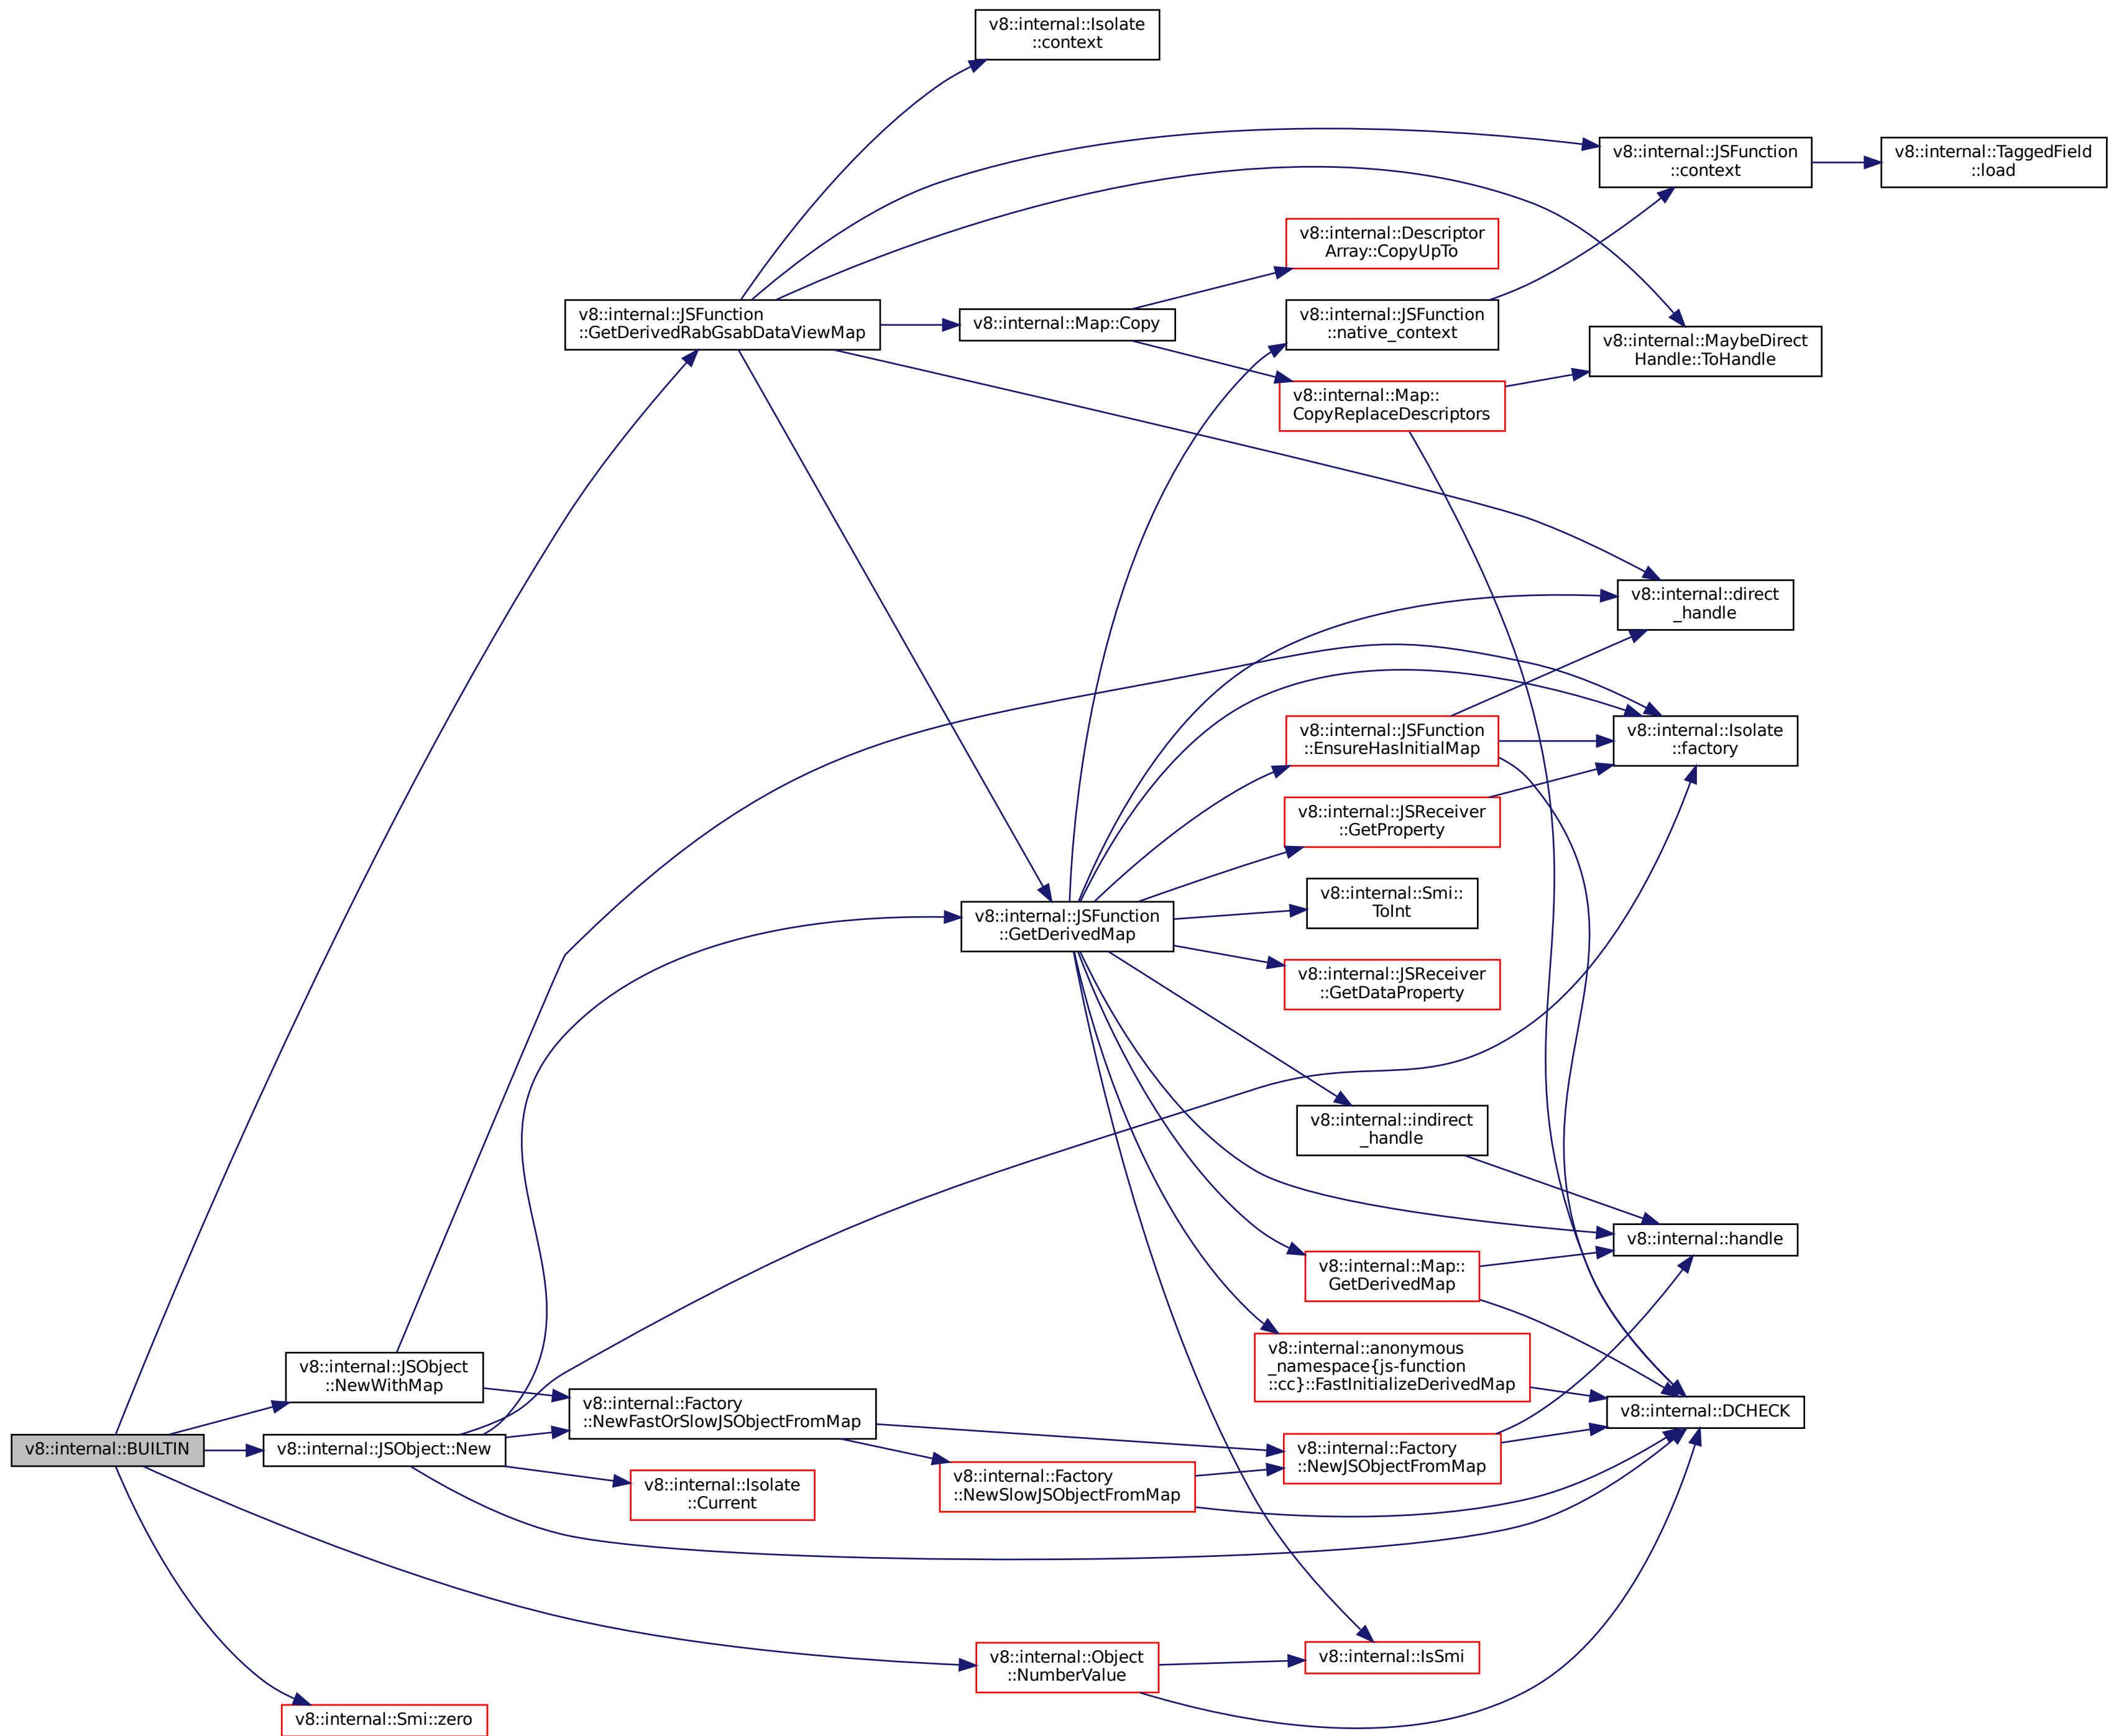 v8::internal::Isolate
::context
v8::internal::JSFunction
::context
v8::internal::TaggedField
::load
v8::internal::Descriptor
Array::CopyUpTo
v8::internal::JSFunction
::GetDerivedRabGsabDataViewMap
v8::internal::Map::Copy
v8::internal::JSFunction
::native_context
v8::internal::MaybeDirect
Handle::ToHandle
v8::internal::Map::
CopyReplaceDescriptors
v8::internal::direct
_handle
v8::internal::JSFunction
::EnsureHasInitialMap
v8::internal::Isolate
::factory
v8::internal::JSReceiver
::GetProperty
v8::internal::JSFunction
::GetDerivedMap
v8::internal::Smi::
ToInt
v8::internal::JSReceiver
::GetDataProperty
v8::internal::indirect
_handle
v8::internal::handle
v8::internal::Map::
GetDerivedMap
v8::internal::anonymous
_namespace{js-function
::cc}::FastInitializeDerivedMap
v8::internal::JSObject
::NewWithMap
v8::internal::Factory
::NewFastOrSlowJSObjectFromMap
v8::internal::DCHECK
v8::internal::BUILTIN
v8::internal::JSObject::New
v8::internal::Factory
::NewJSObjectFromMap
v8::internal::Isolate
::Current
v8::internal::Factory
::NewSlowJSObjectFromMap
v8::internal::Object
::NumberValue
v8::internal::IsSmi
v8::internal::Smi::zero